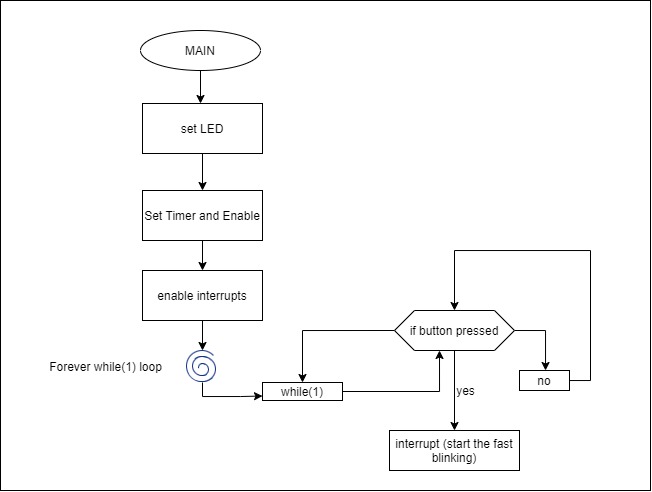 MAIN
set LED
Set Timer and Enable
enable interrupts
Forever while(1) loop
while(1)
if button pressed
no
yes
interrupt (start the fast
blinking)